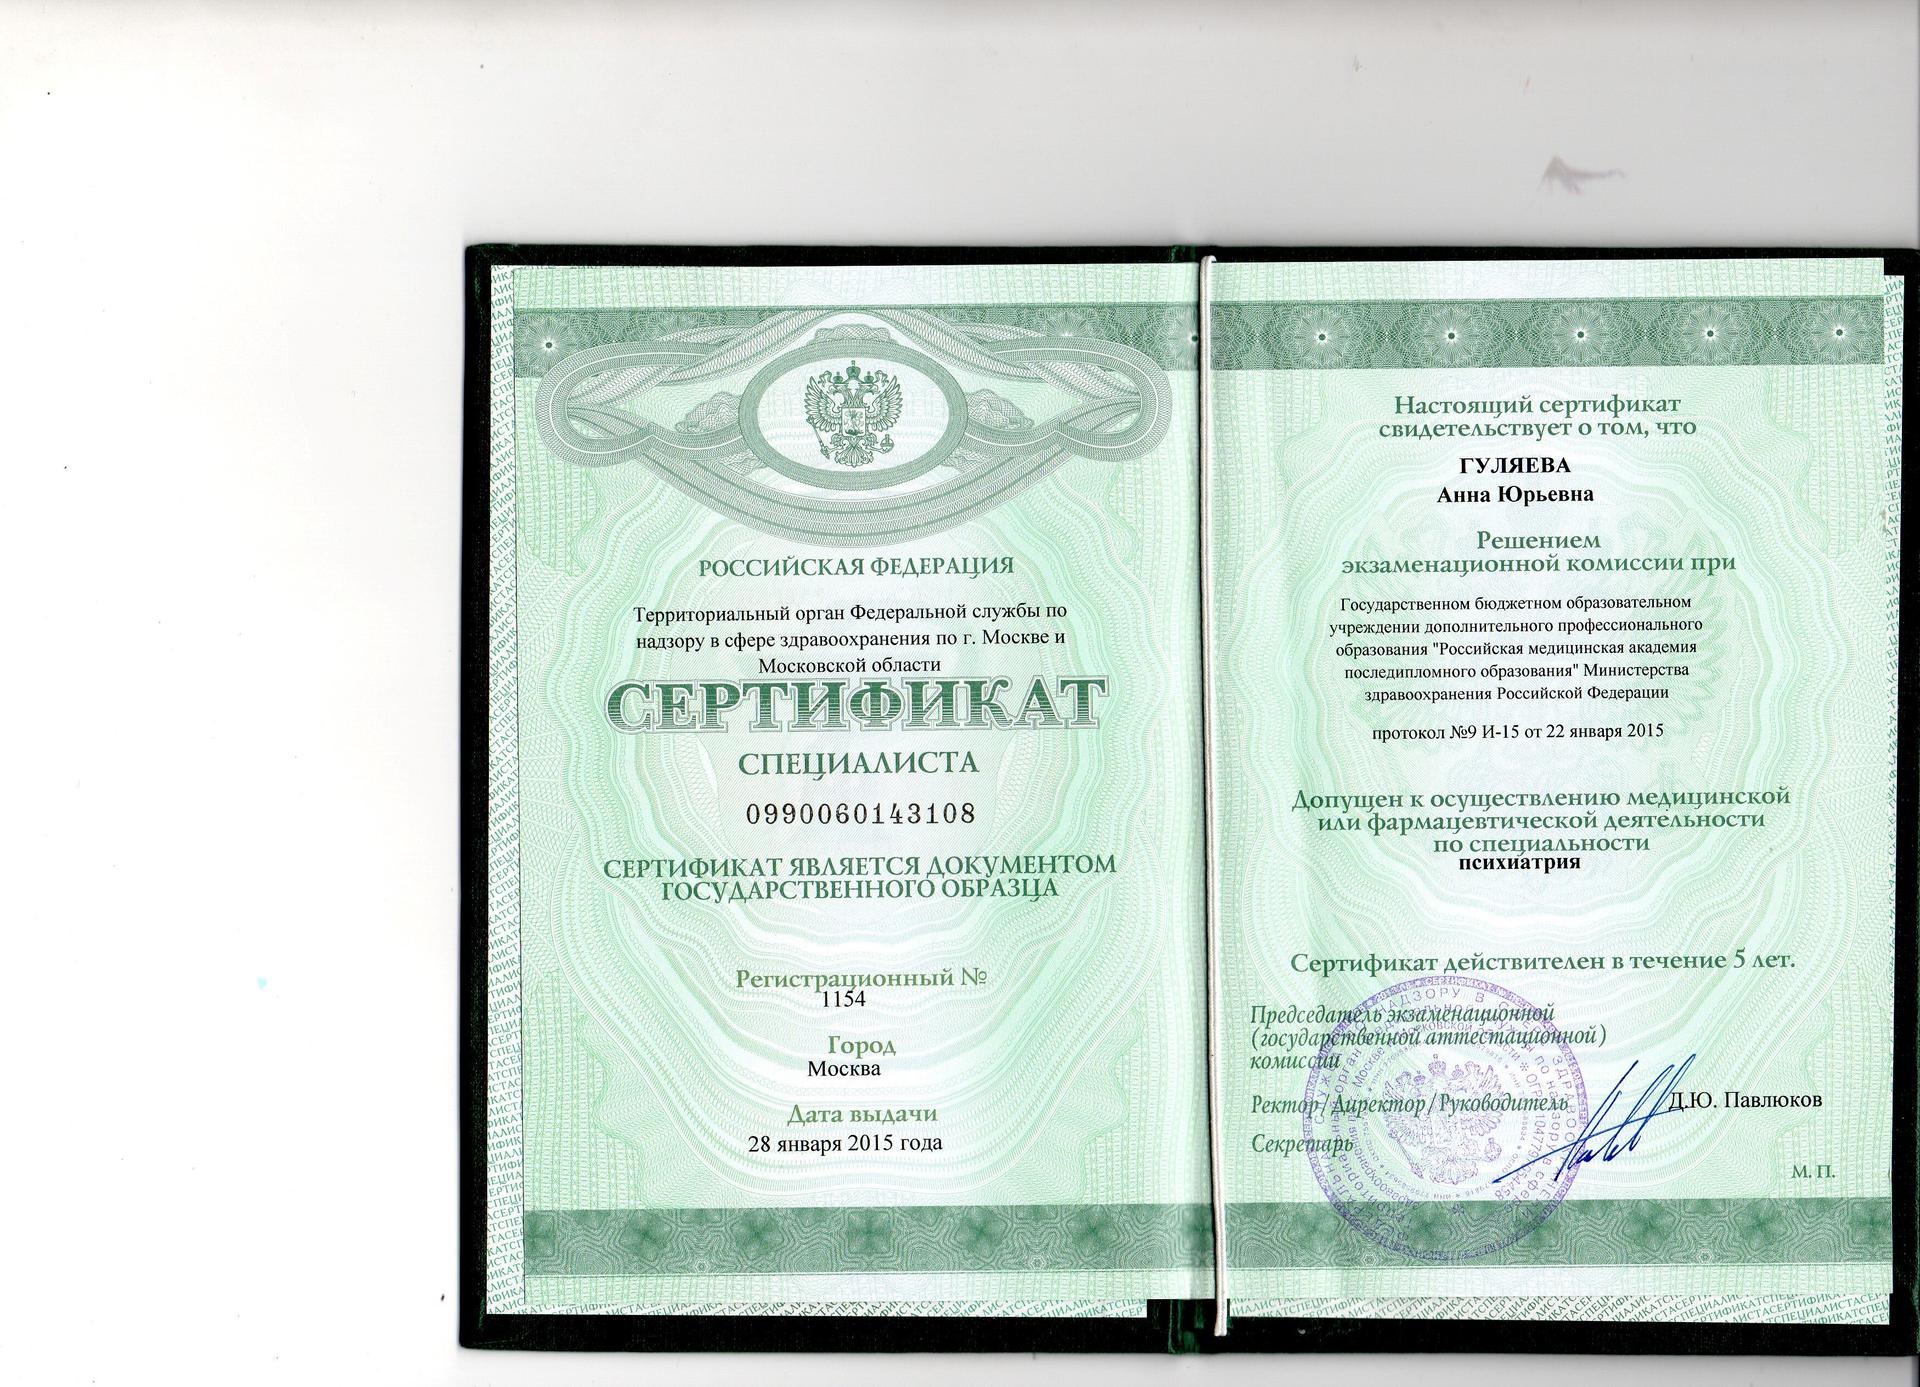 РОССИЙСКАЯ ФЕДЕРАЦИЯ
Территориальный орган Федеральной службы по
надзору в сфере здравоохранения по г. Москве и
Московской области
СЕРТИФИКАТ
СПЕЦИАЛИСТА
0990060143108
СЕРТИФИКАТ ЯВЛЯЕТСЯ ДОКУМЕНТОМ
ГОСУДАРСТВЕННОГО ОБРАЗЦА
Регистрационный №
1154
Город
Москва
Дата выдачи
28 января 2015 года
Настоящий сертификат
свидетельствует о том, что
ГУЛЯЕВА
Анна Юрьевна
Решением
экзаменационной комиссии при
Государственном бюджетном образовательном
учреждении дополнительного профессионального
образования "Российская медицинская академия
последипломного образования" Министерства
здравоохранения Российской Федерации
протокол №9 И-15 от 22 января 2015
Допущен к осуществлению медицинской
или фармацевтической деятельности
по специальности
психиатрия
Сертификат действителен в течение 5 лет.
Председатель экзаменационной
(государственной аттестационной)
комиссии
Ректор/Директор/Руководитель
Д.Ю. Павлюков
Секретарь
М. П.